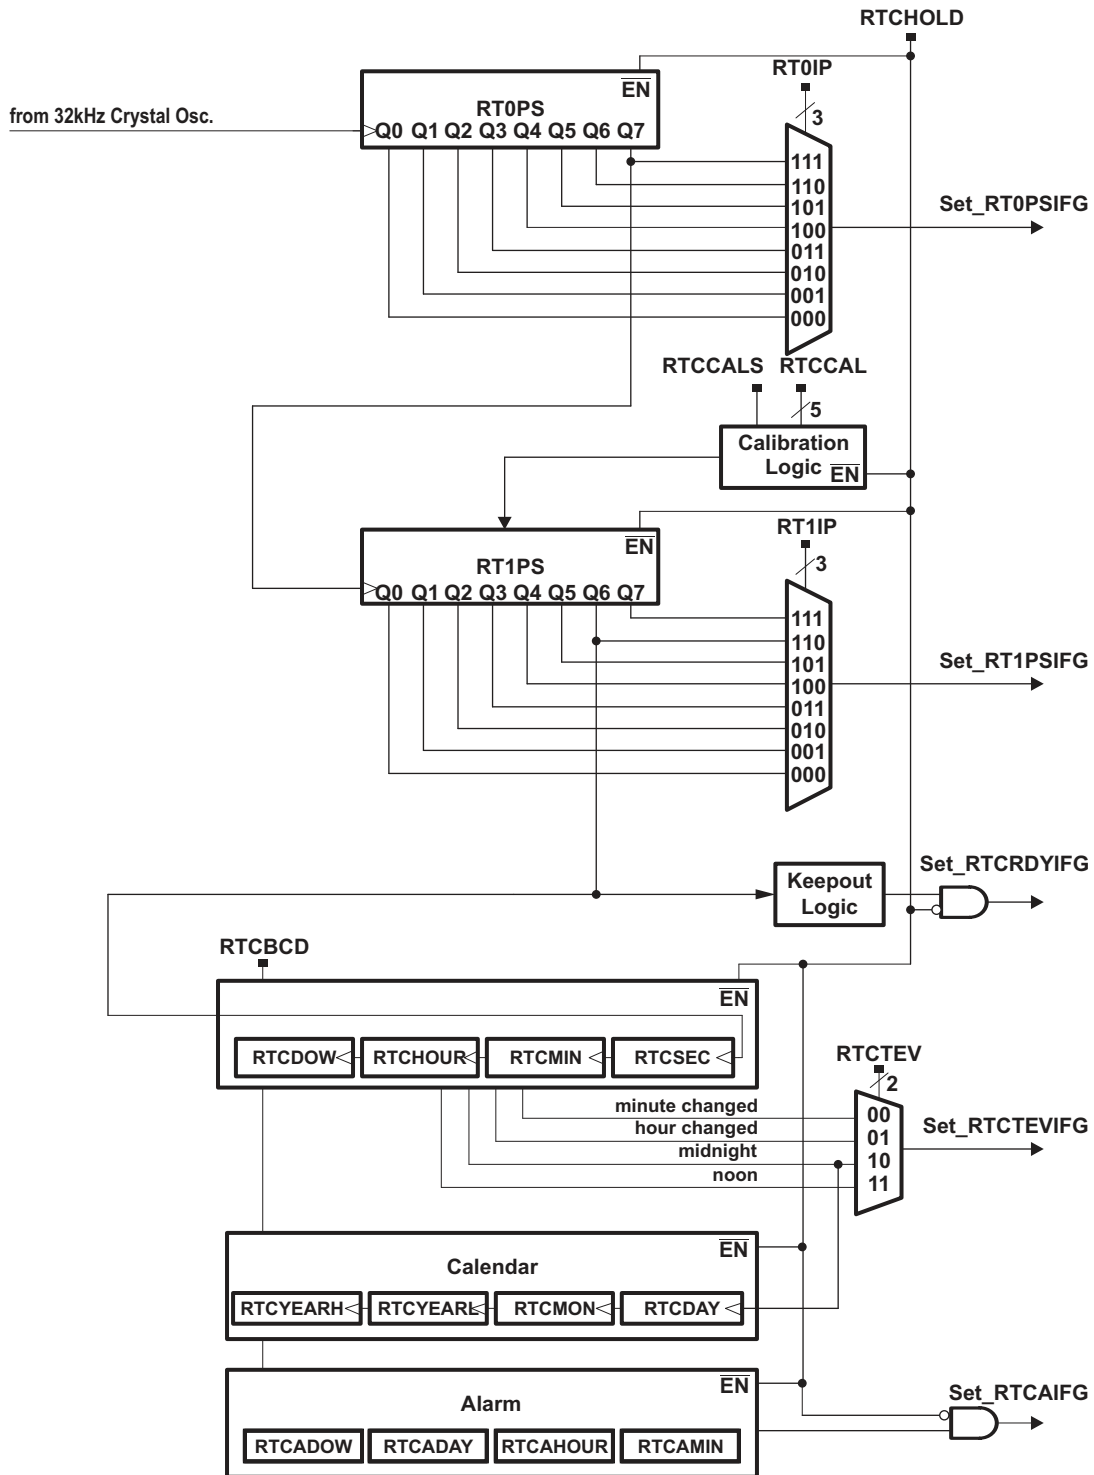 RTCHOLD
RT0IP
EN
from 32kHz Crystal Osc.
RT0PS
3
Q0 Q1 Q2 Q3 Q4 Q5 Q6 Q7
111
110
101
Set_RT0PSIFG
100
011
010
001
000
RTCCALS RTCCAL
5
Calibration
Logic EN
RT1IP
EN
RT1PS
3
Q0 Q1 Q2 Q3 Q4 Q5 Q6 Q7
111
110
101
Set_RT1PSIFG
100
011
010
001
000
Set_RTCRDYIFG
Keepout
Logic
RTCBCD
EN
RTCDOW RTCHOUR RTCMIN RTCSEC
RTCTEV
2
minute changed 00
hour changed 01
Set_RTCTEVIFG
midnight 10
noon 11
EN
Calendar
RTCYEARH RTCYEARL RTCMON RTCDAY
EN
Set_RTCAIFG
Alarm
RTCADOW RTCADAY RTCAHOUR RTCAMIN